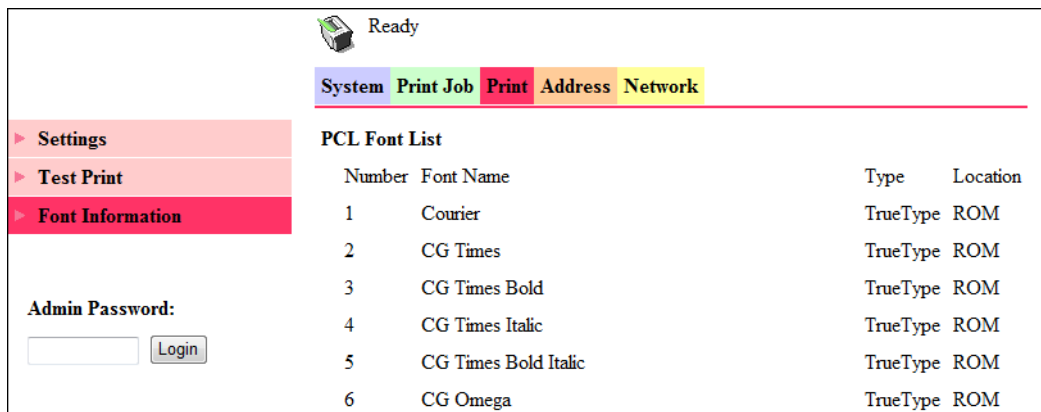 Ready
System Print Job Print Address Network
Settings
Test Print
Font Information
Admin Password:
Login
PCL Font List
Number Font Name Type Location
1 Courier TrueType ROM
2 CG Times TrueType ROM
3 CG Times Bold TrueType ROM
4 CG Times Italic TrueType ROM
5 CG Times Bold Italic TrueType ROM
6 CG Omega TrueType ROM